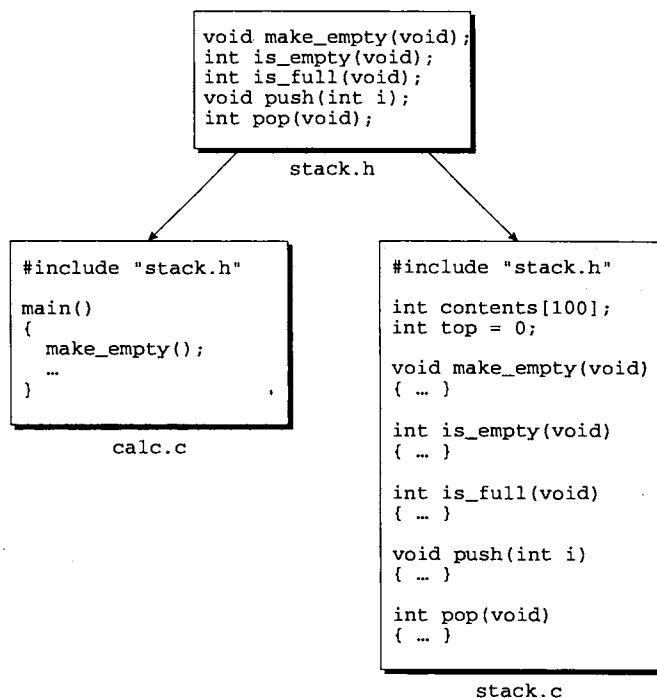 void make_empty(void);
int is_empty(void);
int is_full(void);
void push(int i);
int pop(void);
stack.h
#include "stack.h"
main()
{
make_empty();
…
}
calc.c
#include "stack.h"
int contents[100];
int top = 0;
void make_empty(void)
{ … }
int is_empty(void)
{ … }
int is_full(void)
{ … }
void push(int i)
{ … }
int pop(void)
{ … }
stack.c